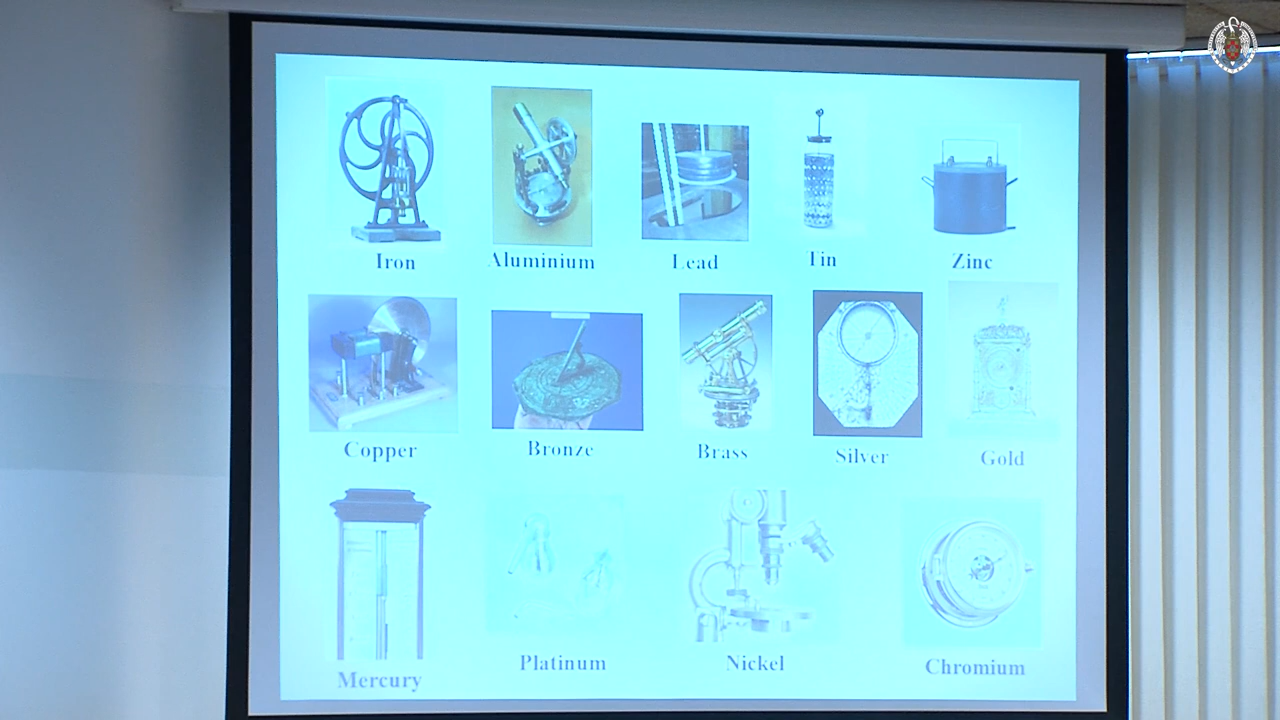 Iron Aluminium Lead Tin Zinc
Copper Bronze Brass Silver Gold
Mercury Platinum Nickel Chromium